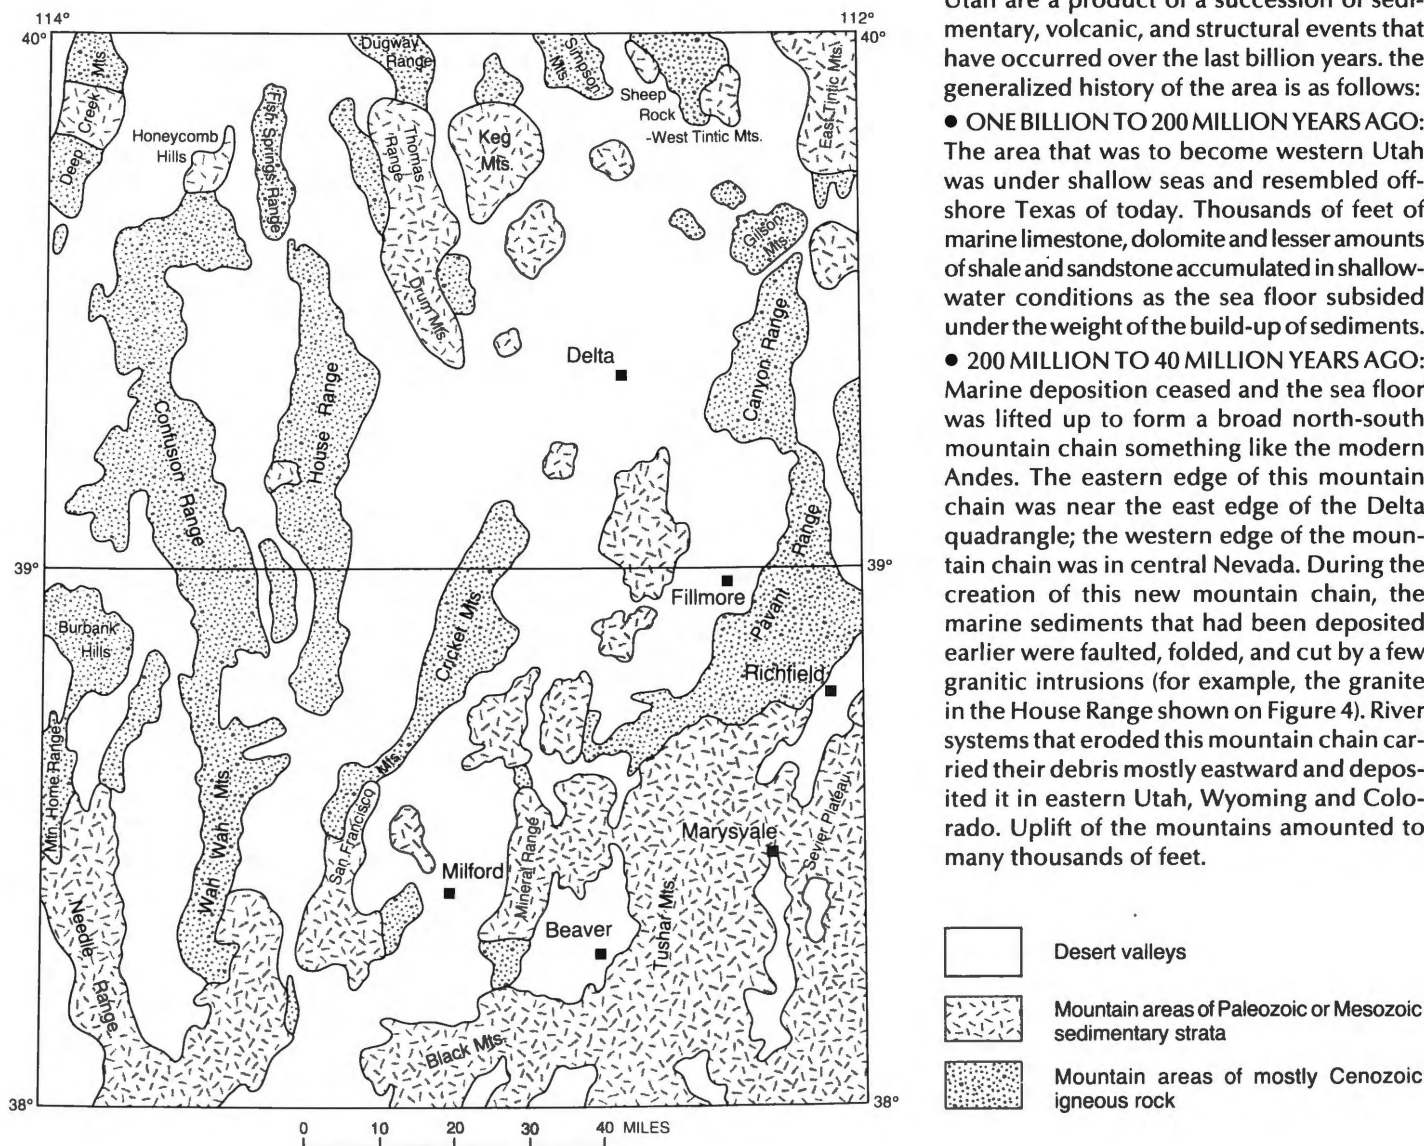 114°
112°
40°
40°
Dugway
Range
Simpson
Mts.
Sheep
Rock
-West Tintic Mts.
East Tintic Mts.
Deep Creek Mts.
Honeycomb
Hills
Fish Springs Range
Thomas
Range
Keg
Mts.
Gilson
Mts.
Drum Mts.
Delta
Canyon Range
House Range
Confusion Range
39°
39°
Fillmore
Pavant Range
Cricket Mts.
Burbank
Hills
Richfield
Mtn. Home Range
Wah Wah Mts.
San Francisco Mts.
Mineral Range
Milford
Marysvale
Sevier Plateau
Beaver
Tushar Mts.
Needle Range
Black Mts.
38°
38°
0 10 20 30 40 MILES
Utah are a product of a succession of sedi-
mentary, volcanic, and structural events that
have occurred over the last billion years. the
generalized history of the area is as follows:
● ONE BILLION TO 200 MILLION YEARS AGO:
The area that was to become western Utah
was under shallow seas and resembled off-
shore Texas of today. Thousands of feet of
marine limestone, dolomite and lesser amounts
of shale and sandstone accumulated in shallow-
water conditions as the sea floor subsided
under the weight of the build-up of sediments.
● 200 MILLION TO 40 MILLION YEARS AGO:
Marine deposition ceased and the sea floor
was lifted up to form a broad north-south
mountain chain something like the modern
Andes. The eastern edge of this mountain
chain was near the east edge of the Delta
quadrangle; the western edge of the moun-
tain chain was in central Nevada. During the
creation of this new mountain chain, the
marine sediments that had been deposited
earlier were faulted, folded, and cut by a few
granitic intrusions (for example, the granite
in the House Range shown on Figure 4). River
systems that eroded this mountain chain car-
ried their debris mostly eastward and depos-
ited it in eastern Utah, Wyoming and Colo-
rado. Uplift of the mountains amounted to
many thousands of feet.
Desert valleys
Mountain areas of Paleozoic or Mesozoic
sedimentary strata
Mountain areas of mostly Cenozoic
igneous rock